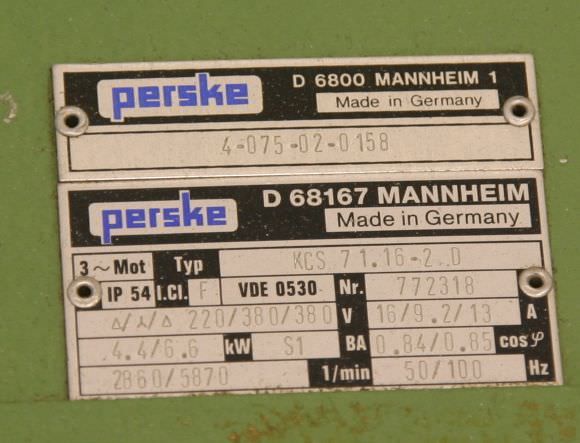 perske D 6800 MANNHEIM 1
Made in Germany
4-075-02-0158
perske D 68167 MANNHEIM
Made in Germany
3~Mot Typ KCS 71.16-2 D
IP 54 I.Cl. F VDE 0530 Nr. 772318
Δ/⅄/Δ 220/380/380 V 16/9.2/13 A
4.4/6.6 kW S1 BA 0.84/0.85 cosφ
2860/5870 1/min 50/100 Hz